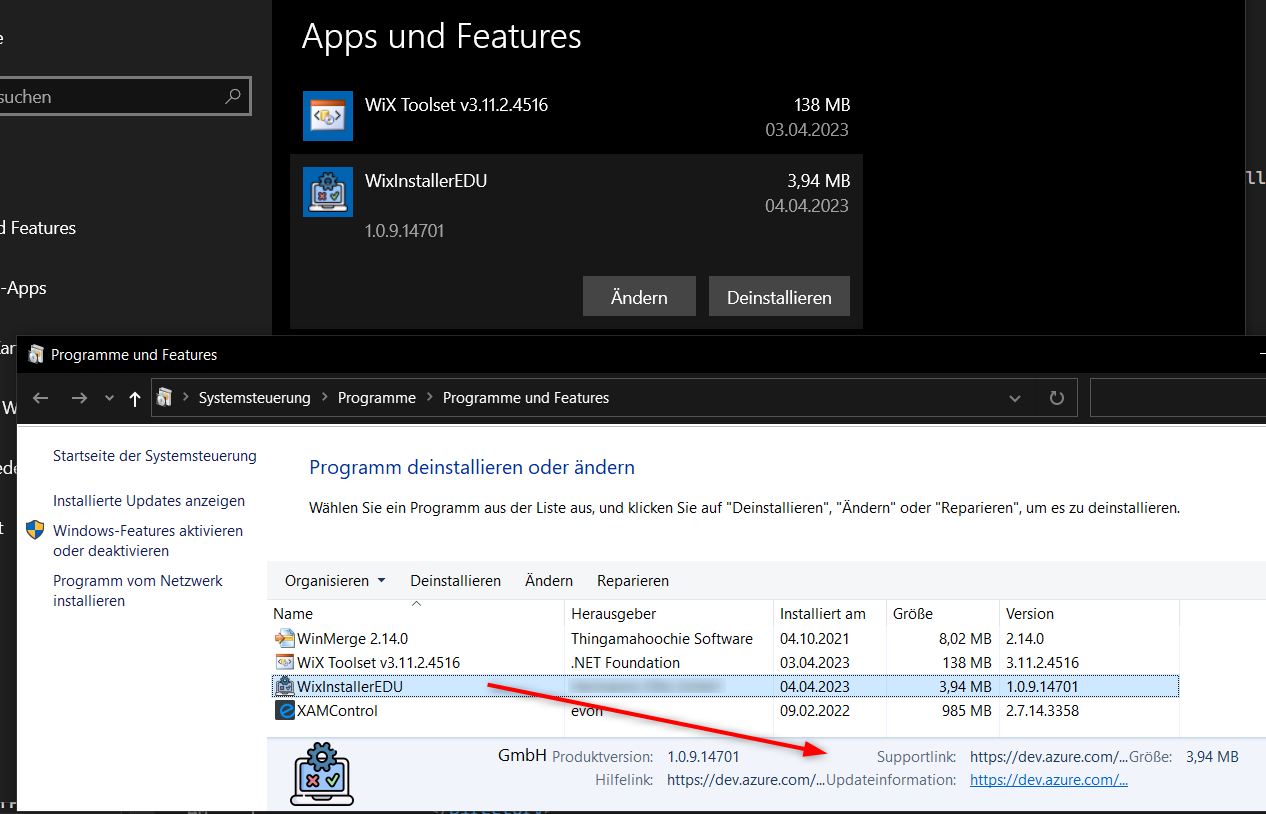 e
Apps und Features
suchen
WiX Toolset v3.11.2.4516 138 MB
03.04.2023
WixInstallerEDU 3,94 MB
04.04.2023
ll
d Features
1.0.9.14701
-Apps
Ändern Deinstallieren
Kar
Programme und Features
W
Systemsteuerung Programme Programme und Features
Startseite der Systemsteuerung
Programm deinstallieren oder ändern
ede
Installierte Updates anzeigen
Wählen Sie ein Programm aus der Liste aus, und klicken Sie auf "Deinstallieren", "Ändern" oder "Reparieren", um es zu deinstallieren.
t
Windows-Features aktivieren
oder deaktivieren
Programm vom Netzwerk
installieren
Organisieren Deinstallieren Ändern Reparieren
Name Herausgeber Installiert am Größe Version
WinMerge 2.14.0 Thingamahoochie Software 04.10.2021 8,02 MB 2.14.0
WiX Toolset v3.11.2.4516 .NET Foundation 03.04.2023 138 MB 3.11.2.4516
WixInstallerEDU 04.04.2023 3,94 MB 1.0.9.14701
XAMControl evon 09.02.2022 985 MB 2.7.14.3358
GmbH Produktversion: 1.0.9.14701 Supportlink: https://dev.azure.com/... Größe: 3,94 MB
Hilfelink: https://dev.azure.com/... Updateinformation: https://dev.azure.com/...